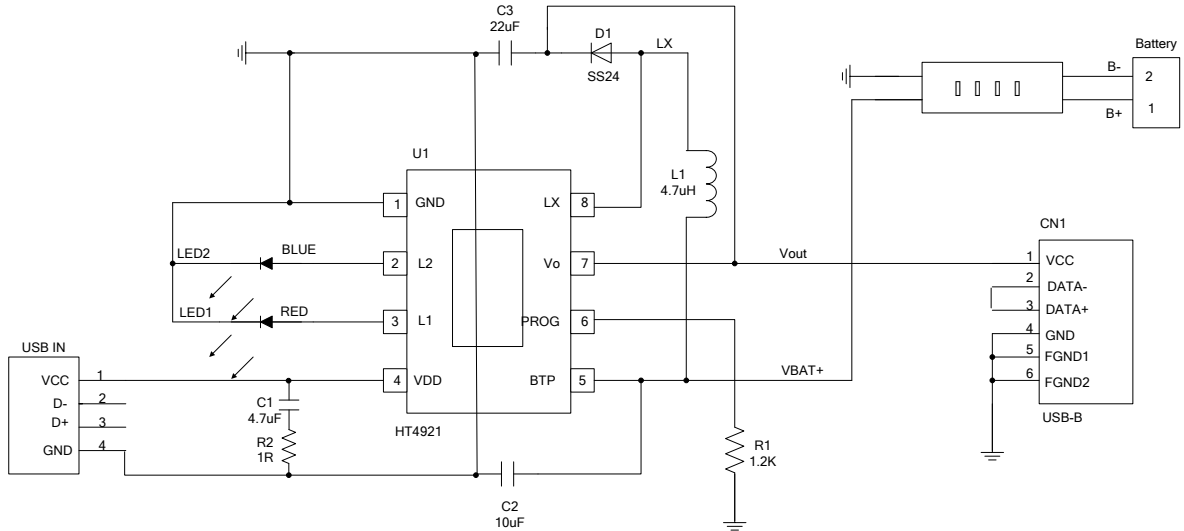 C3
22uF
D1
SS24
LX
Battery
B- 2
B+ 1
U1
L1
4.7uH
1 GND
LX 8
LED2
BLUE
2 L2
Vo 7
Vout
CN1
1 VCC
2 DATA-
3 DATA+
4 GND
5 FGND1
6 FGND2
USB-B
LED1
RED
3 L1
PROG 6
USB IN
VCC 1
D- 2
D+ 3
GND 4
4 VDD
BTP 5
VBAT+
C1
4.7uF
R2
1R
HT4921
R1
1.2K
C2
10uF